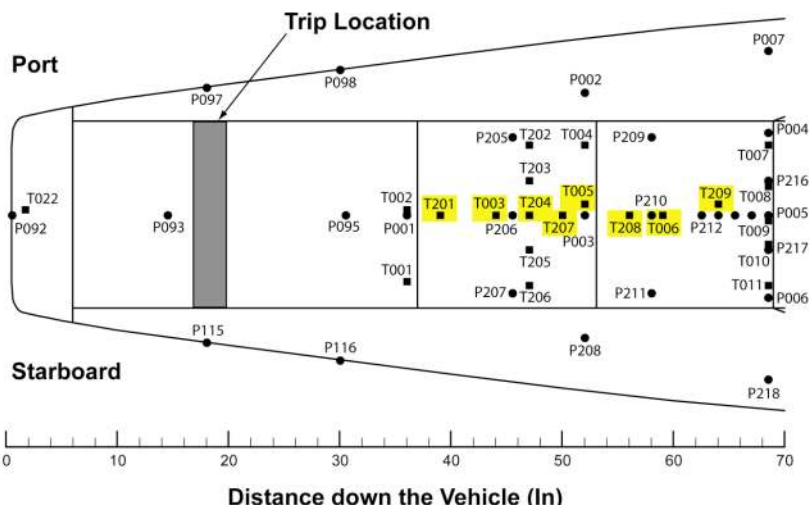 Trip Location
Port
P007
P098
P097
P002
P205
T202
T004
P209
P004
T203
T007
T005
P216
T022
T002
T201
T003
T204
P210
T209
T008
P005
P092
P093
P095
P001
P206
T207
P003
T208
T006
P212
T009
T205
T010
P217
T001
P207
T206
P211
T011
P006
P115
P116
P208
Starboard
P218
0 10 20 30 40 50 60 70
Distance down the Vehicle (In)